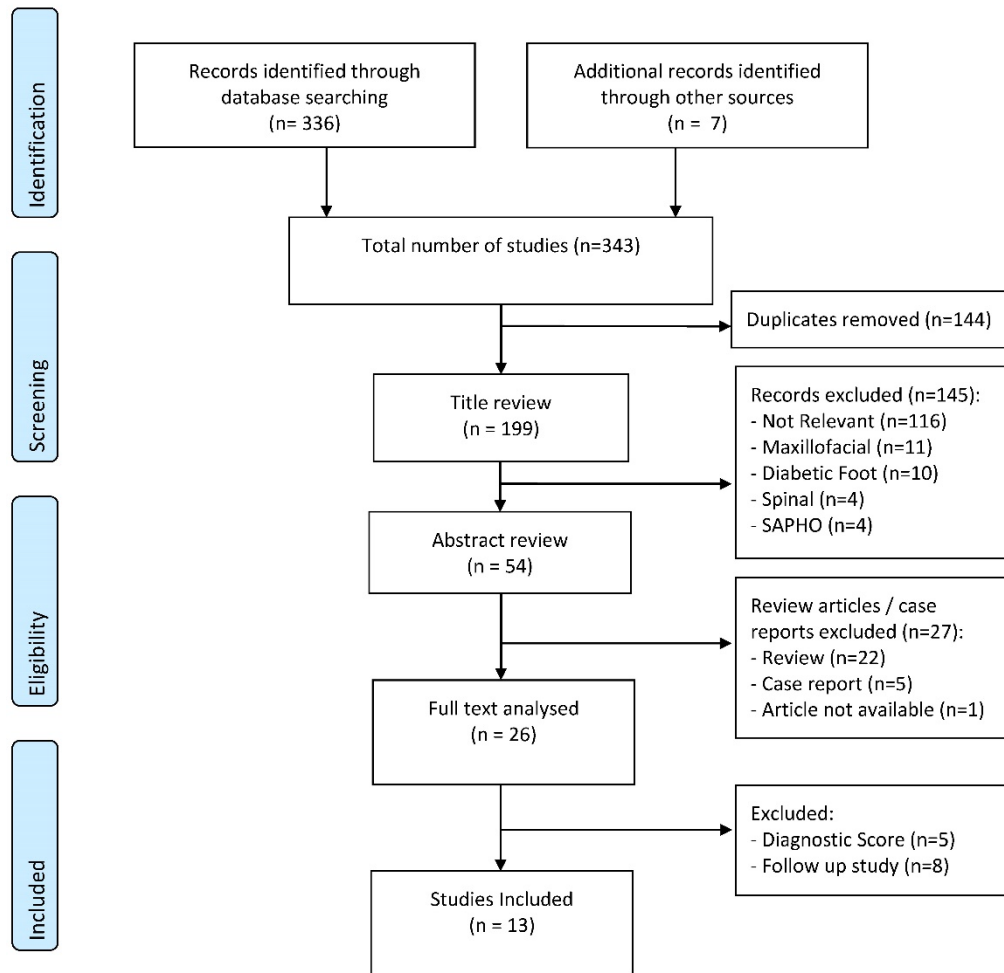 Identification
Records identified through
database searching
(n= 336)
Additional records identified
through other sources
(n =  7)
Total number of studies (n=343)
Screening
Duplicates removed (n=144)
Title review
(n = 199)
Records excluded (n=145):
- Not Relevant (n=116)
- Maxillofacial (n=11)
- Diabetic Foot (n=10)
- Spinal (n=4)
- SAPHO (n=4)
Eligibility
Abstract review
(n = 54)
Review articles / case
reports excluded (n=27):
- Review (n=22)
- Case report (n=5)
- Article not available (n=1)
Full text analysed
(n = 26)
Included
Excluded:
- Diagnostic Score (n=5)
- Follow up study (n=8)
Studies Included
(n = 13)